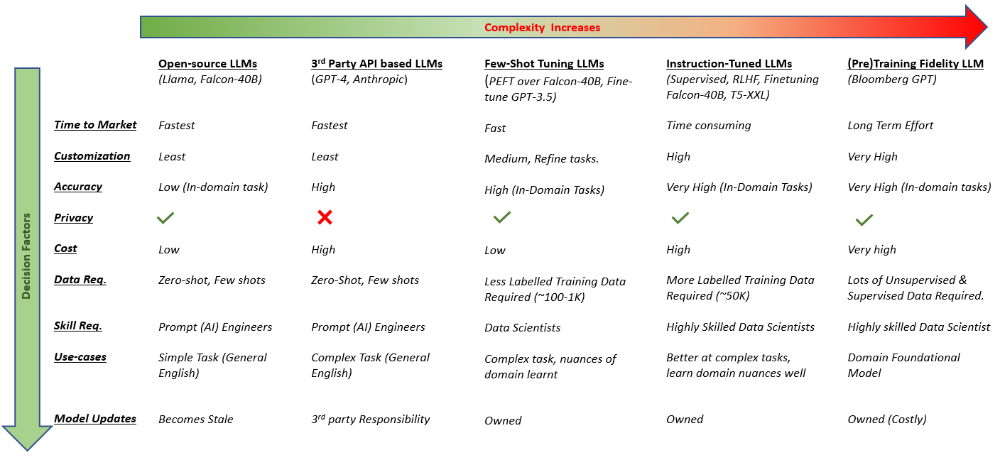 Complexity Increases
Open-source LLMs
(Llama, Falcon-40B)
3rd Party API based LLMs
(GPT-4, Anthropic)
Few-Shot Tuning LLMs
(PEFT over Falcon-40B, Fine-
tune GPT-3.5)
Instruction-Tuned LLMs
(Supervised, RLHF, Finetuning
Falcon-40B, T5-XXL)
(Pre)Training Fidelity LLM
(Bloomberg GPT)
Decision Factors
Time to Market
Fastest
Fastest
Fast
Time consuming
Long Term Effort
Customization
Least
Least
Medium, Refine tasks.
High
Very High
Accuracy
Low (In-domain task)
High
High (In-Domain Tasks)
Very High (In-Domain Tasks)
Very High (In-domain tasks)
Privacy
Cost
Low
High
Low
High
Very high
Data Req.
Zero-shot, Few shots
Zero-Shot, Few shots
Less Labelled Training Data
Required (~100-1K)
More Labelled Training Data
Required (~50K)
Lots of Unsupervised &
Supervised Data Required.
Skill Req.
Prompt (AI) Engineers
Prompt (AI) Engineers
Data Scientists
Highly Skilled Data Scientists
Highly skilled Data Scientist
Use-cases
Simple Task (General
English)
Complex Task (General
English)
Complex task, nuances of
domain learnt
Better at complex tasks,
learn domain nuances well
Domain Foundational
Model
Model Updates
Becomes Stale
3rd party Responsibility
Owned
Owned
Owned (Costly)